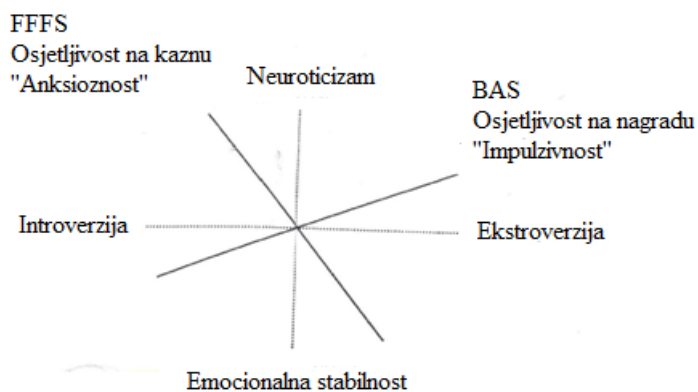 FFFS
Osjetljivost na kaznu
"Anksioznost"
Neuroticizam
BAS
Osjetljivost na nagradu
"Impulzivnost"
Introverzija
Ekstroverzija
Emocionalna stabilnost